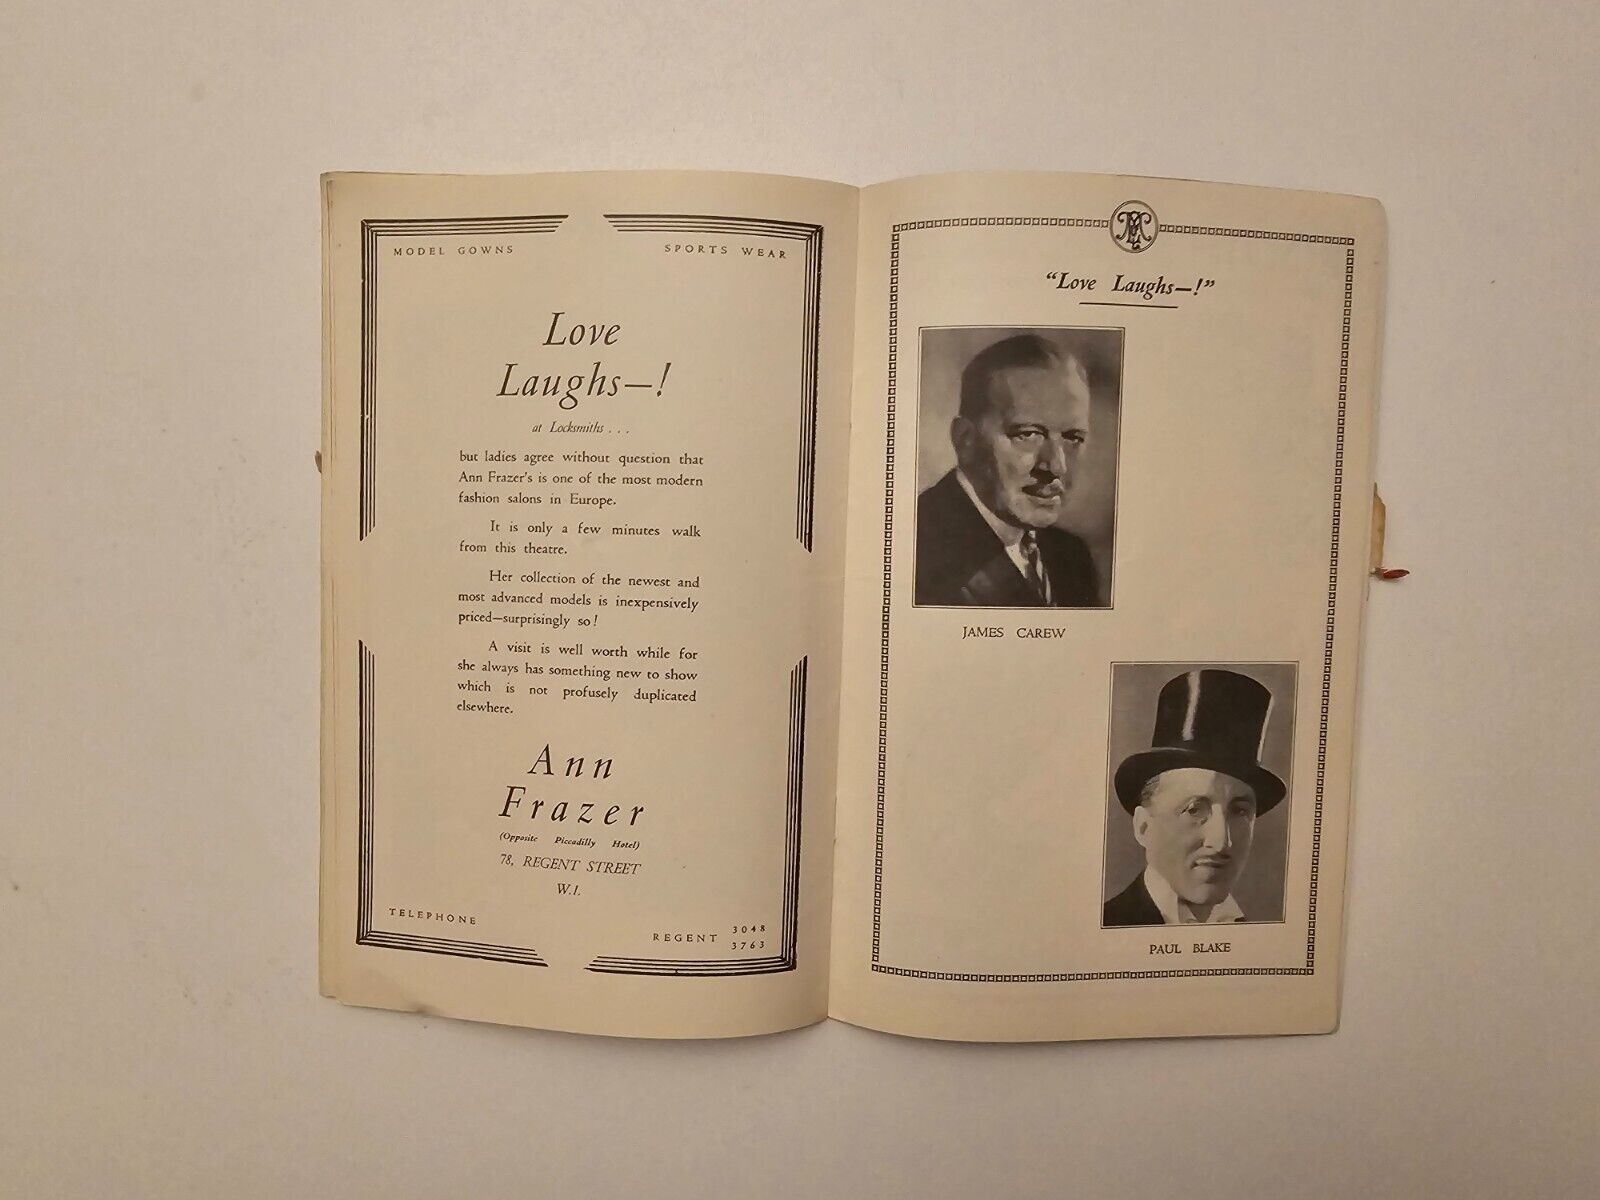 MODEL GOWNS
SPORTS WEAR
Love
Laughs—!
at Locksmiths . . .
but ladies agree without question that
Ann Frazer's is one of the most modern
fashion salons in Europe.
It is only a few minutes walk
from this theatre.
Her collection of the newest and
most advanced models is inexpensively
priced—surprisingly so!
A visit is well worth while for
she always has something new to show
which is not profusely duplicated
elsewhere.
Ann
Frazer
(Opposite Piccadilly Hotel)
78, REGENT STREET
W.1.
TELEPHONE
REGENT 3048
3763
"Love Laughs—!"
JAMES CAREW
PAUL BLAKE